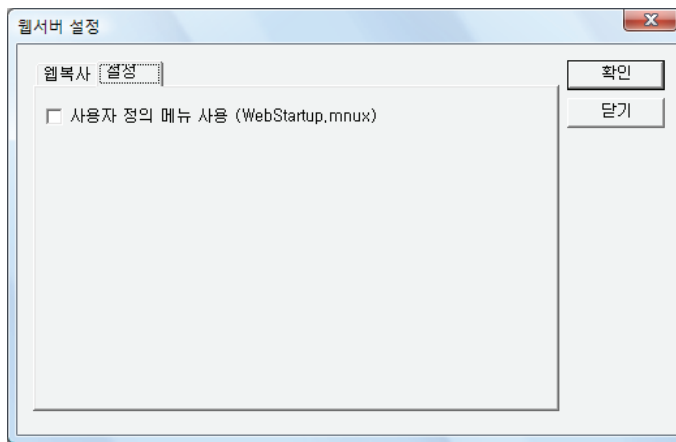 웹서버 설정
웹복사 설정
확인
사용자 정의 메뉴 사용 (WebStartup.mnux)
닫기